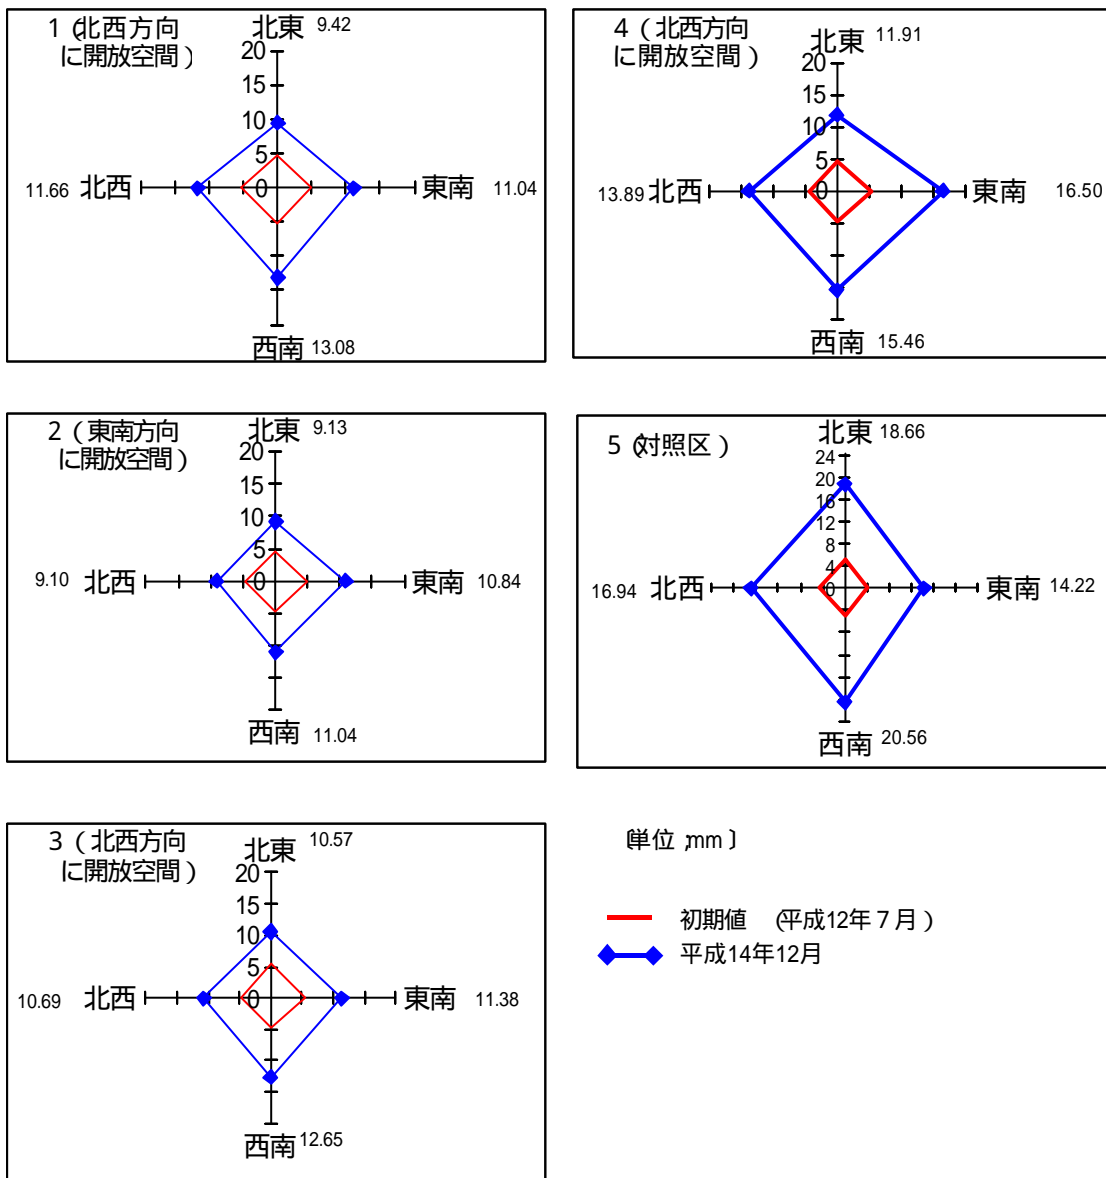 1（北西方向
に開放空間）
北東 9.42
20
15
10
5
0
11.66 北西
東南 11.04
西南 13.08
4（北西方向
に開放空間）
北東 11.91
20
15
10
5
0
13.89 北西
東南 16.50
西南 15.46
2（東南方向
に開放空間）
北東 9.13
20
15
10
5
0
9.10 北西
東南 10.84
西南 11.04
5（対照区）
北東 18.66
24
20
16
12
8
4
0
16.94 北西
東南 14.22
西南 20.56
3（北西方向
に開放空間）
北東 10.57
20
15
10
5
0
10.69 北西
東南 11.38
西南 12.65
〔単位;mm〕
初期値 （平成12年7月）
平成14年12月